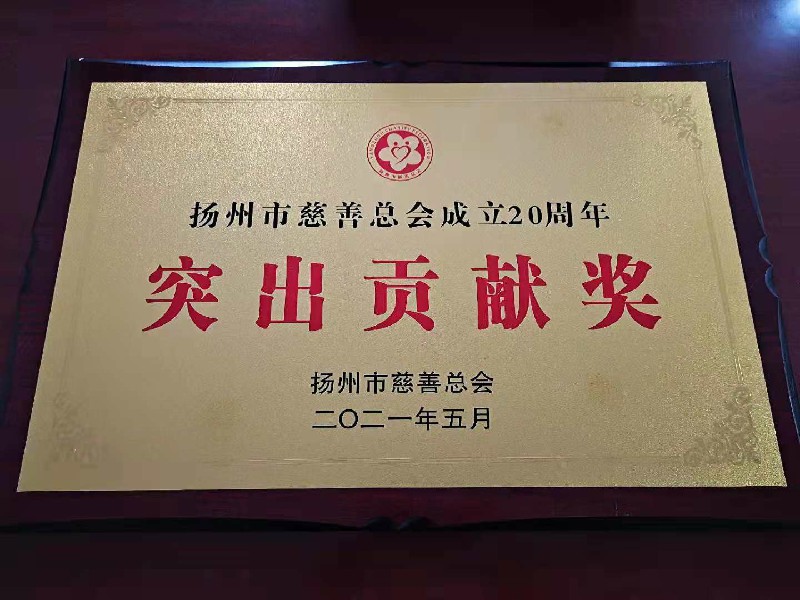 扬州市慈善总会成立20周年
突出贡献奖
扬州市慈善总会
二〇二一年五月